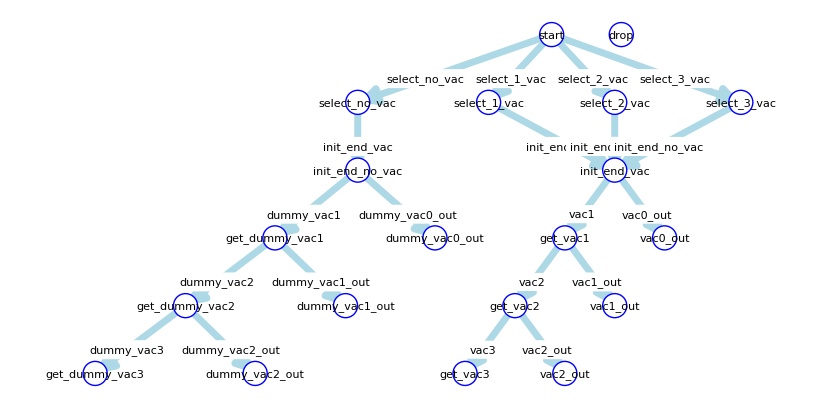 start drop
select_no_vac select_1_vac select_2_vac select_3_vac
select_no_vac select_1_vac select_2_vac select_3_vac
init_end_vac init_end_no_vac
init_end_no_vac init_end_vac
dummy_vac1 dummy_vac0_out vac1 vac0_out
get_dummy_vac1 dummy_vac0_out get_vac1 vac0_out
dummy_vac2 dummy_vac1_out vac2 vac1_out
get_dummy_vac2 dummy_vac1_out get_vac2 vac1_out
dummy_vac3 dummy_vac2_out vac3 vac2_out
get_dummy_vac3 dummy_vac2_out get_vac3 vac2_out